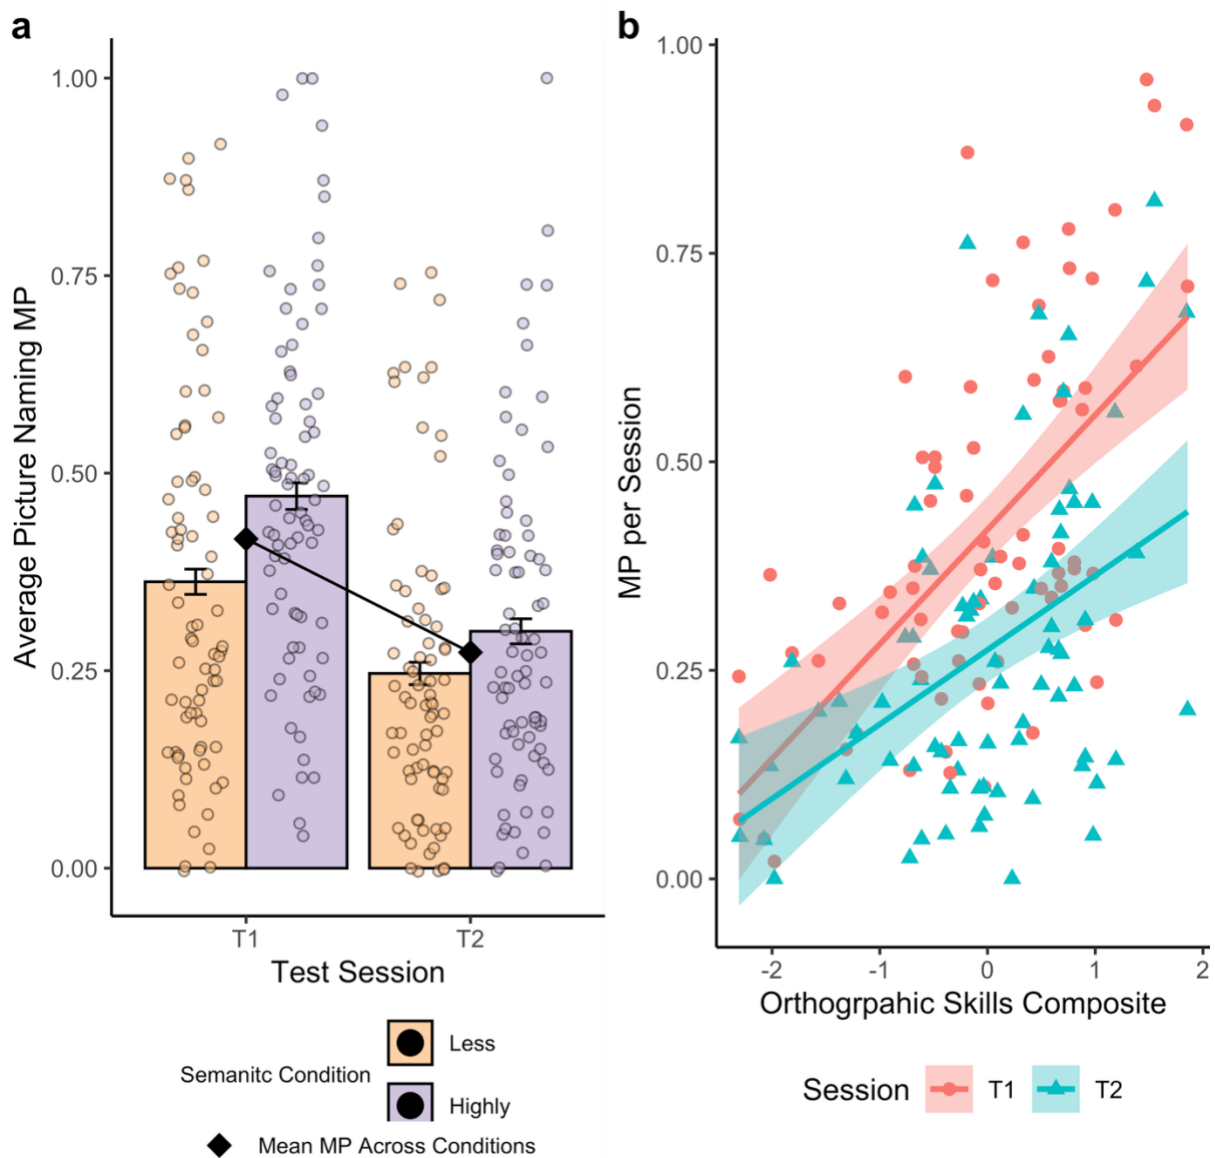 a
1.00
0.75
0.50
0.25
0.00
Average Picture Naming MP
T1
T2
Test Session
Semanitc Condition
Less
Highly
Mean MP Across Conditions
b
1.00
0.75
0.50
0.25
0.00
MP per Session
-2
-1
0
1
2
Orthogrpahic Skills Composite
Session
T1
T2